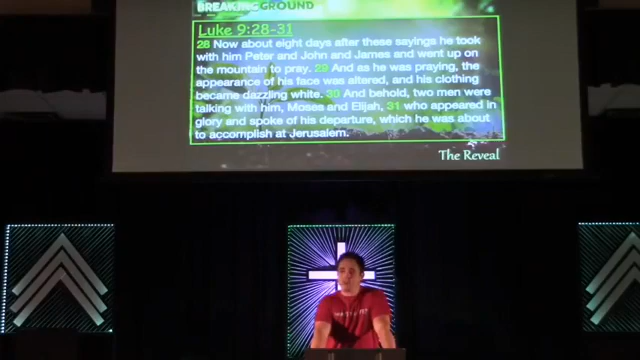 BREAKINGGROUND
Luke 9:28-31
28 Now about eight days after these sayings he took
with him Peter and John and James and went up on
the mountain to pray. 29 And as he was praying, the
appearance of his face was altered, and his clothing
became dazzling white. 30 And behold, two men were
talking with him, Moses and Elijah, 31 who appeared in
glory and spoke of his departure, which he was about
to accomplish at Jerusalem.
The Reveal